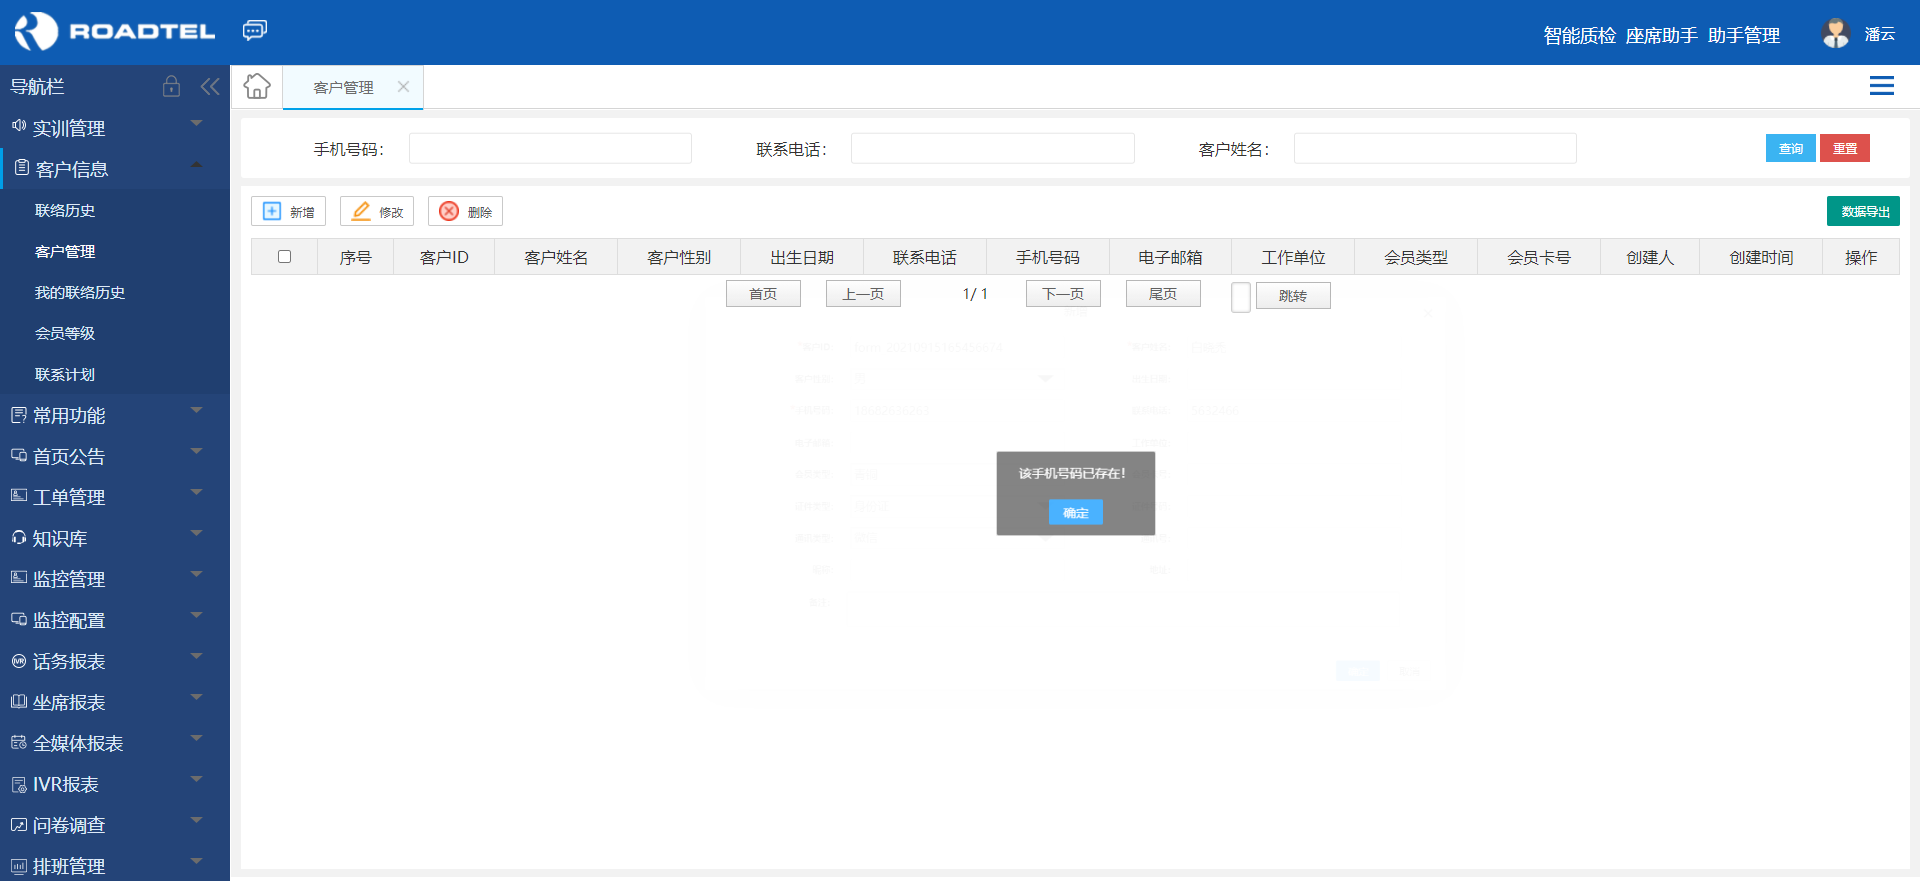 ROADTEL
智能质检 座席助手 助手管理 潘云
导航栏
客户管理
实训管理
客户信息
联络历史
客户管理
我的联络历史
会员等级
联系计划
常用功能
首页公告
工单管理
知识库
监控管理
监控配置
话务报表
坐席报表
全媒体报表
IVR报表
问卷调查
排班管理
手机号码： 联系电话： 客户姓名： 查询 重置
新增 修改 删除 数据导出
序号 客户ID 客户姓名 客户性别 出生日期 联系电话 手机号码 电子邮箱 工作单位 会员类型 会员卡号 创建人 创建时间 操作
首页 上一页 1/ 1 下一页 尾页 跳转
该手机号码已存在！
确定